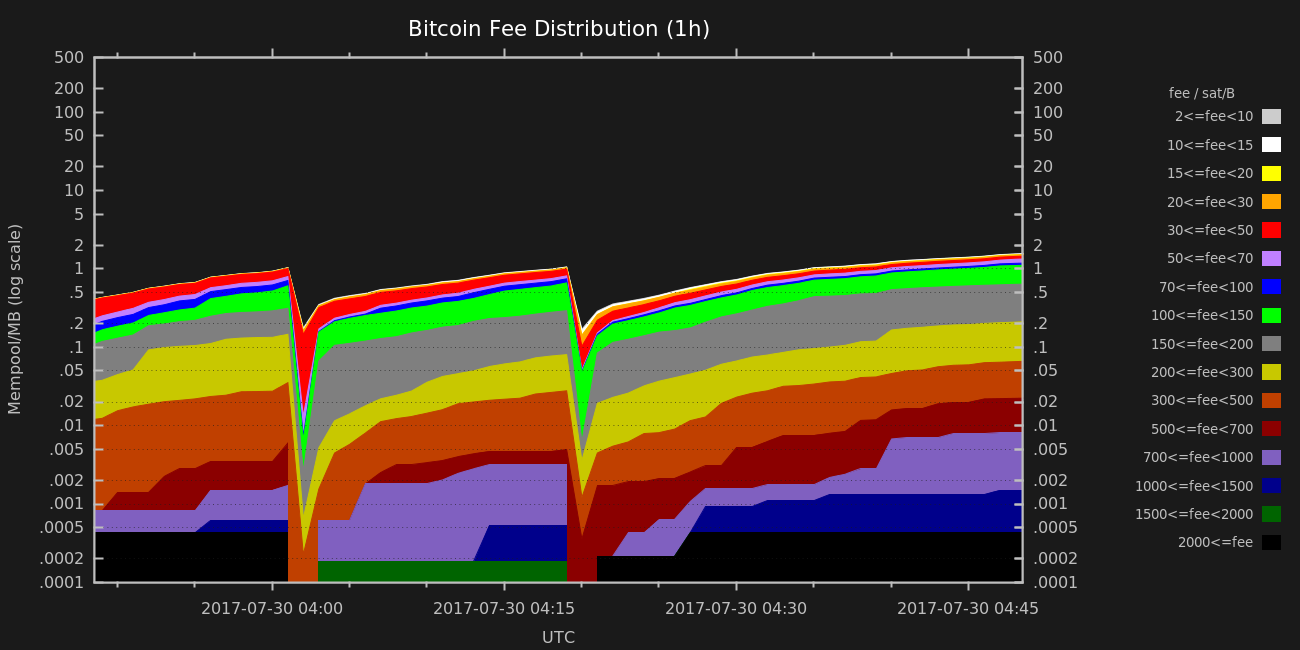 Bitcoin Fee Distribution (1h)
Mempool/MB (log scale)
500
200
100
50
20
10
5
2
1
.5
.2
.1
.05
.02
.01
.005
.002
.001
.0005
.0002
.0001
500
200
100
50
20
10
5
2
1
.5
.2
.1
.05
.02
.01
.005
.002
.001
.0005
.0002
.0001
fee / sat/B
2<=fee<10
10<=fee<15
15<=fee<20
20<=fee<30
30<=fee<50
50<=fee<70
70<=fee<100
100<=fee<150
150<=fee<200
200<=fee<300
300<=fee<500
500<=fee<700
700<=fee<1000
1000<=fee<1500
1500<=fee<2000
2000<=fee
2017-07-30 04:00 2017-07-30 04:15 2017-07-30 04:30 2017-07-30 04:45
UTC